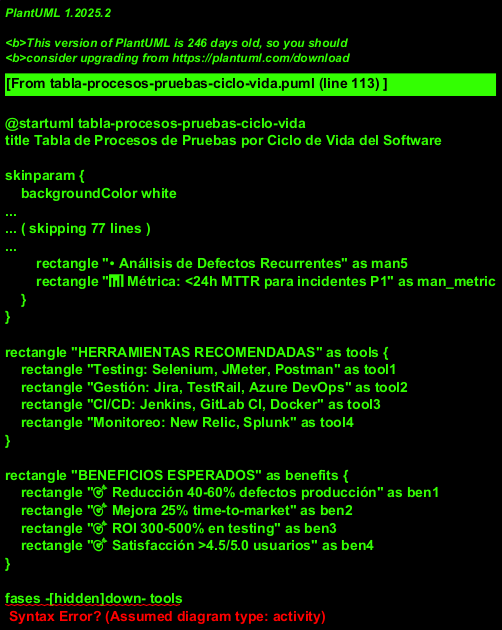 PlantUML 1.2025.2
<b>This version of PlantUML is 246 days old, so you should
<b>consider upgrading from https://plantuml.com/download
[From tabla-procesos-pruebas-ciclo-vida.puml (line 113) ]
@startuml tabla-procesos-pruebas-ciclo-vida
title Tabla de Procesos de Pruebas por Ciclo de Vida del Software
skinparam {
backgroundColor white
...
... ( skipping 77 lines )
...
rectangle "• Análisis de Defectos Recurrentes" as man5
rectangle "📊 Métrica: <24h MTTR para incidentes P1" as man_metric
}
}
rectangle "HERRAMIENTAS RECOMENDADAS" as tools {
rectangle "Testing: Selenium, JMeter, Postman" as tool1
rectangle "Gestión: Jira, TestRail, Azure DevOps" as tool2
rectangle "CI/CD: Jenkins, GitLab CI, Docker" as tool3
rectangle "Monitoreo: New Relic, Splunk" as tool4
}
rectangle "BENEFICIOS ESPERADOS" as benefits {
rectangle "🎯 Reducción 40-60% defectos producción" as ben1
rectangle "🎯 Mejora 25% time-to-market" as ben2
rectangle "🎯 ROI 300-500% en testing" as ben3
rectangle "🎯 Satisfacción >4.5/5.0 usuarios" as ben4
}
fases -[hidden]down- tools
Syntax Error? (Assumed diagram type: activity)